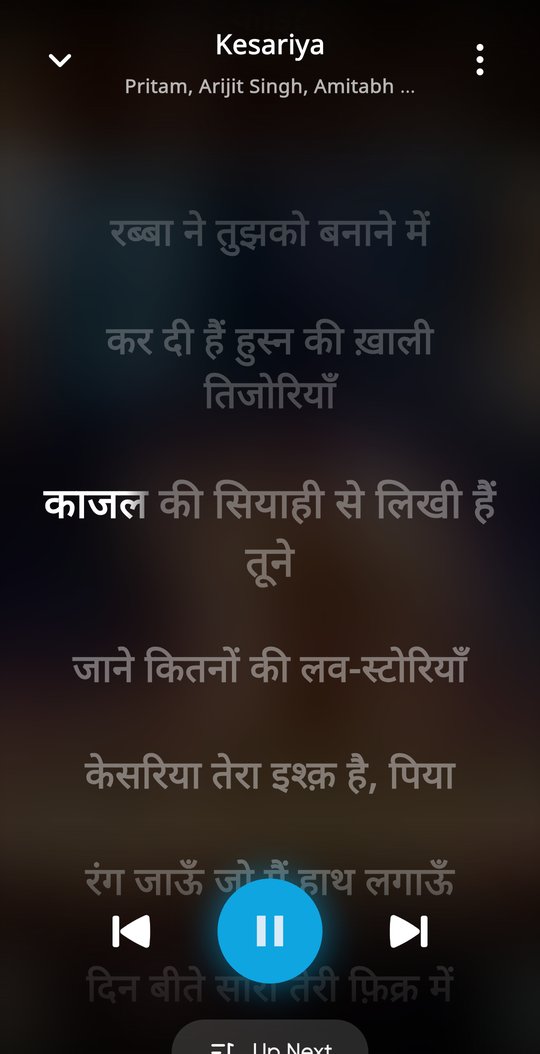 Kesariya
Pritam, Arijit Singh, Amitabh ...
रब्बा ने तुझको बनाने में
कर दी हैं हुस्न की ख़ाली
तिजोरियाँ
काजल की सियाही से लिखी हैं
तूने
जाने कितनों की लव-स्टोरियाँ
केसरिया तेरा इश्क़ है, पिया
रंग जाऊँ जो मैं हाथ लगाऊँ
दिन बीते सारा तेरी फ़िक्र में
Up Next